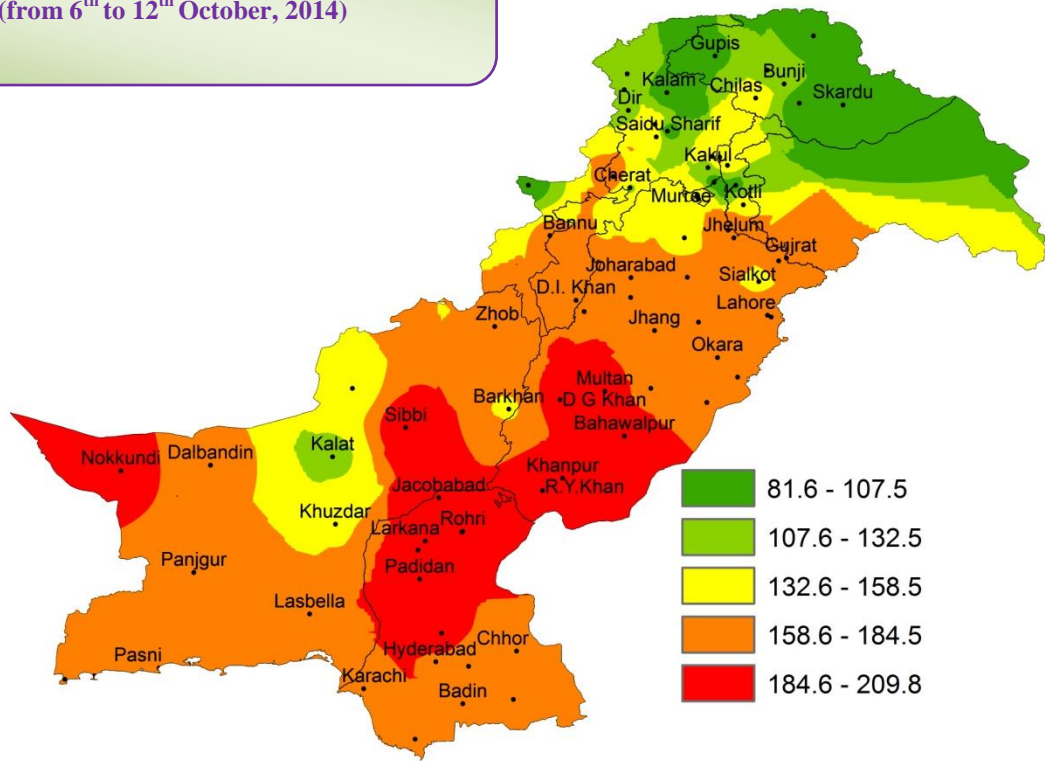 (from 6th to 12th October, 2014)
Gupis
Bunji
Kalam
Chilas
Skardu
Dir
Saidu Sharif
Kakul
Cherat
Murree
Kotli
Bannu
Jhelum
Gujrat
Joharabad
Sialkot
D.I. Khan
Lahore
Zhob
Jhang
Okara
Multan
Barkhan
D G Khan
Sibbi
Bahawalpur
Kalat
Dalbandin
Nokkundi
Khanpur
R.Y.Khan
Jacobabad
Khuzdar
Rohri
Larkana
Panjgur
Padidan
Lasbella
Chhor
Hyderabad
Pasni
Karachi
Badin
81.6 - 107.5
107.6 - 132.5
132.6 - 158.5
158.6 - 184.5
184.6 - 209.8